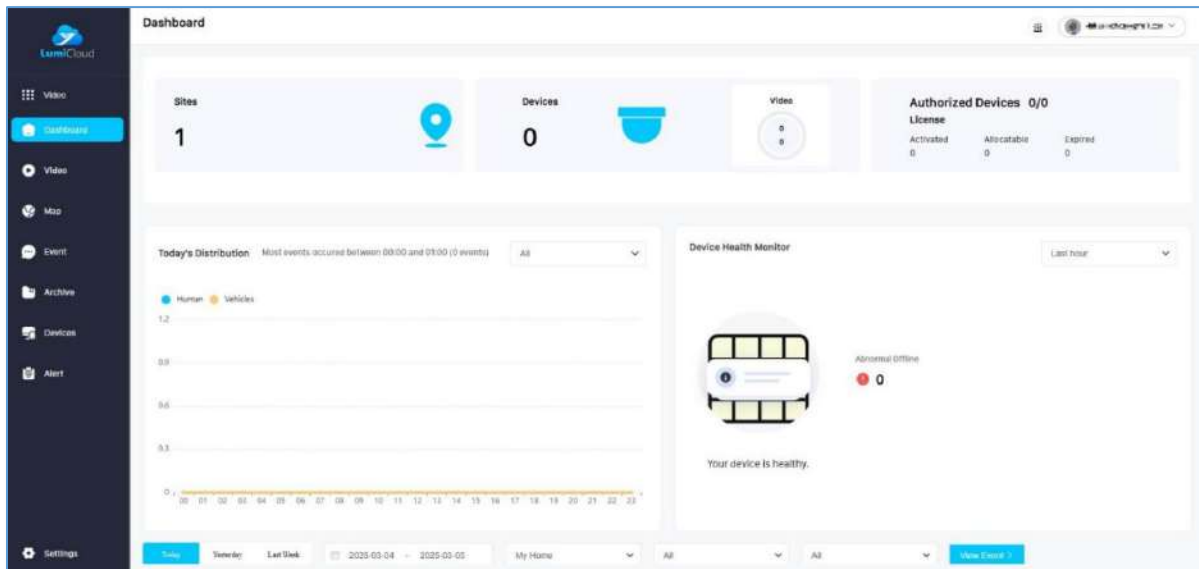 LumiCloud
Video
Dashboard
Video
Map
Event
Archive
Devices
Alert
Settings
Dashboard
Sites
1
Devices
0
Video
0
0
Authorized Devices 0/0
License
Activated Allocatable Expired
0 0 0
Today's Distribution Most events occured between 00:00 and 01:00 (0 events) All
Human Vehicles
1.2
0.9
0.6
0.3
0
00 01 02 03 04 05 06 07 08 09 10 11 12 13 14 15 16 17 18 19 20 21 22 23
Device Health Monitor Last hour
Abnormal Offline
0
Your device is healthy.
Today Yesterday Last Week 2025-03-04 - 2025-03-05 My Home All All View Event >